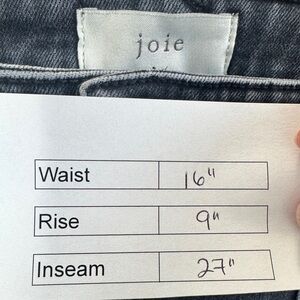 joie
Waist 16"
Rise 9"
Inseam 27"